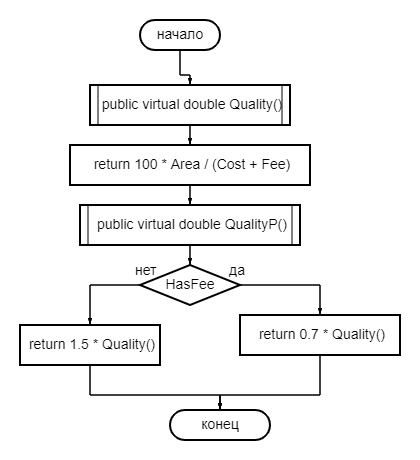 начало
public virtual double Quality()
return 100 * Area / (Cost + Fee)
public virtual double QualityP()
нет
да
HasFee
return 1.5 * Quality()
return 0.7 * Quality()
конец